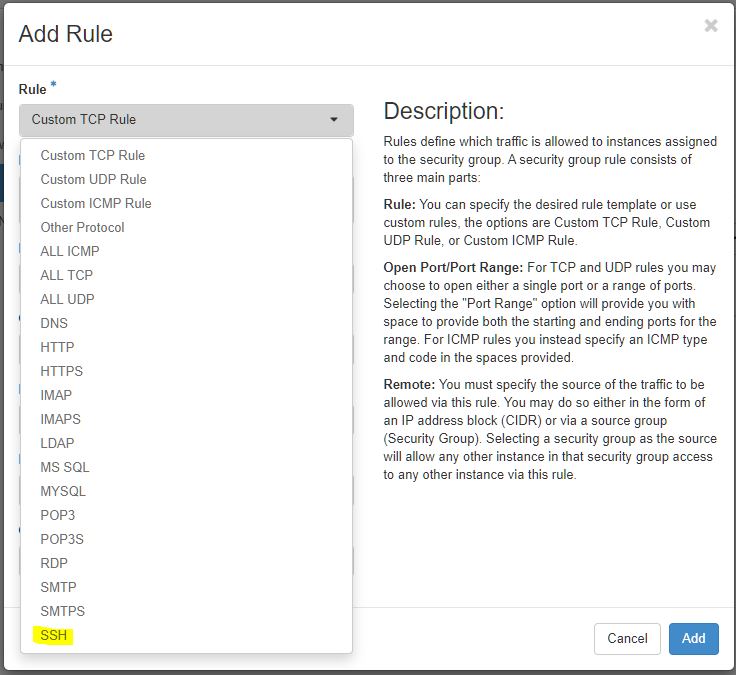 Add Rule
×
Rule *
Custom TCP Rule
Custom TCP Rule
Custom UDP Rule
Custom ICMP Rule
Other Protocol
ALL ICMP
ALL TCP
ALL UDP
DNS
HTTP
HTTPS
IMAP
IMAPS
LDAP
MS SQL
MYSQL
POP3
POP3S
RDP
SMTP
SMTPS
SSH
Description:
Rules define which traffic is allowed to instances assigned
to the security group. A security group rule consists of
three main parts:
Rule: You can specify the desired rule template or use
custom rules, the options are Custom TCP Rule, Custom
UDP Rule, or Custom ICMP Rule.
Open Port/Port Range: For TCP and UDP rules you may
choose to open either a single port or a range of ports.
Selecting the "Port Range" option will provide you with
space to provide both the starting and ending ports for the
range. For ICMP rules you instead specify an ICMP type
and code in the spaces provided.
Remote: You must specify the source of the traffic to be
allowed via this rule. You may do so either in the form of
an IP address block (CIDR) or via a source group
(Security Group). Selecting a security group as the source
will allow any other instance in that security group access
to any other instance via this rule.
Cancel
Add